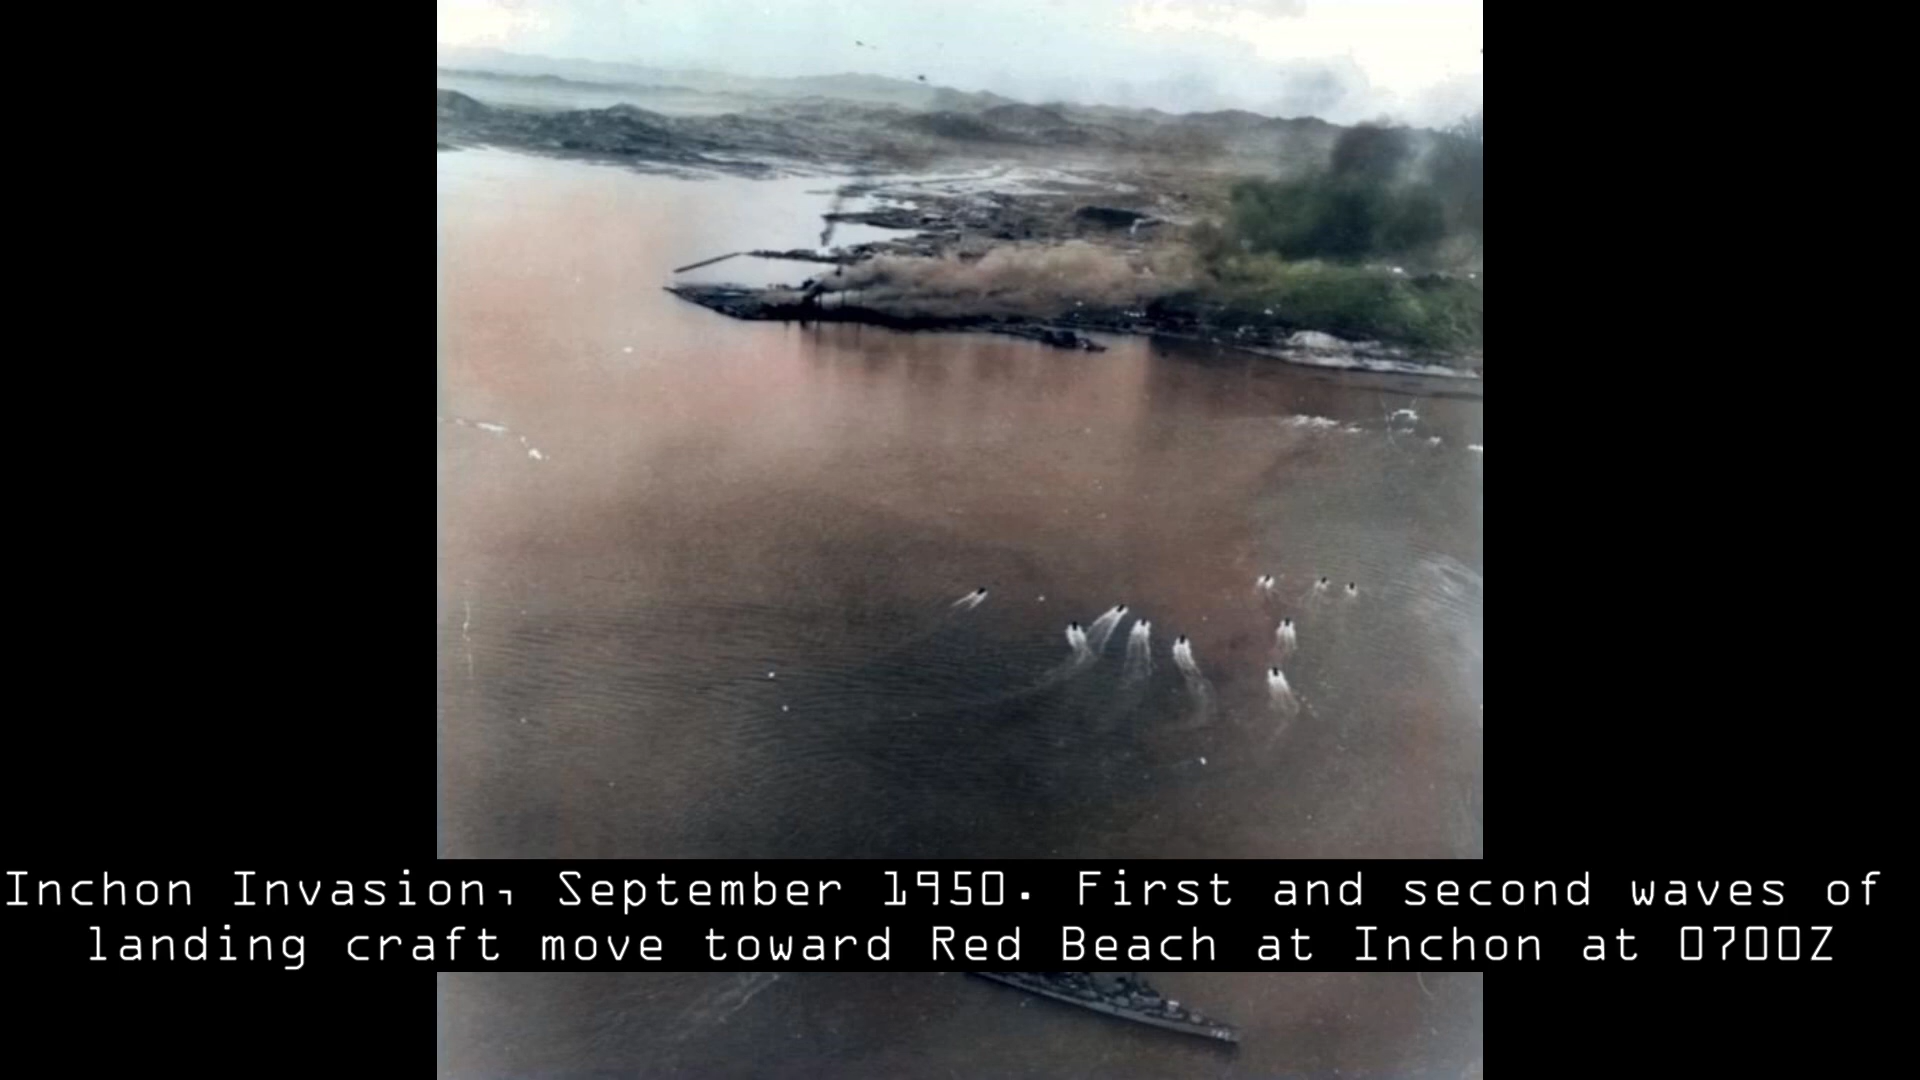 Inchon Invasion, September 1950. First and second waves of
landing craft move toward Red Beach at Inchon at 0700Z